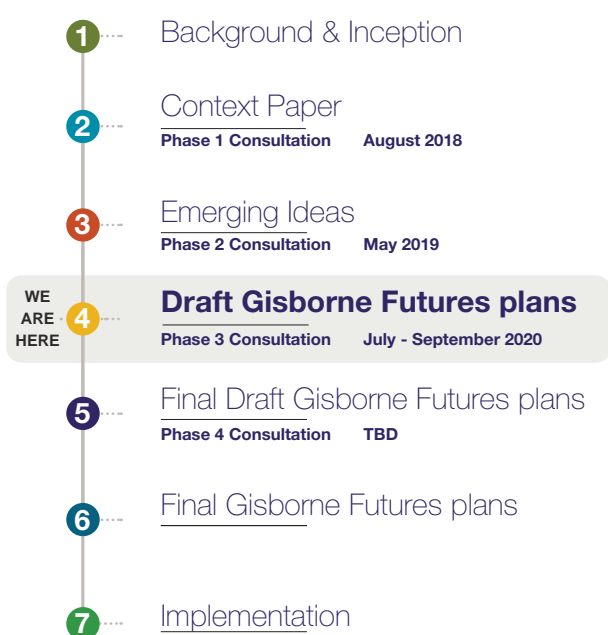 1 Background & Inception
2 Context Paper
Phase 1 Consultation August 2018
3 Emerging Ideas
Phase 2 Consultation May 2019
WE
ARE
HERE
4 Draft Gisborne Futures plans
Phase 3 Consultation July - September 2020
5 Final Draft Gisborne Futures plans
Phase 4 Consultation TBD
6 Final Gisborne Futures plans
7 Implementation